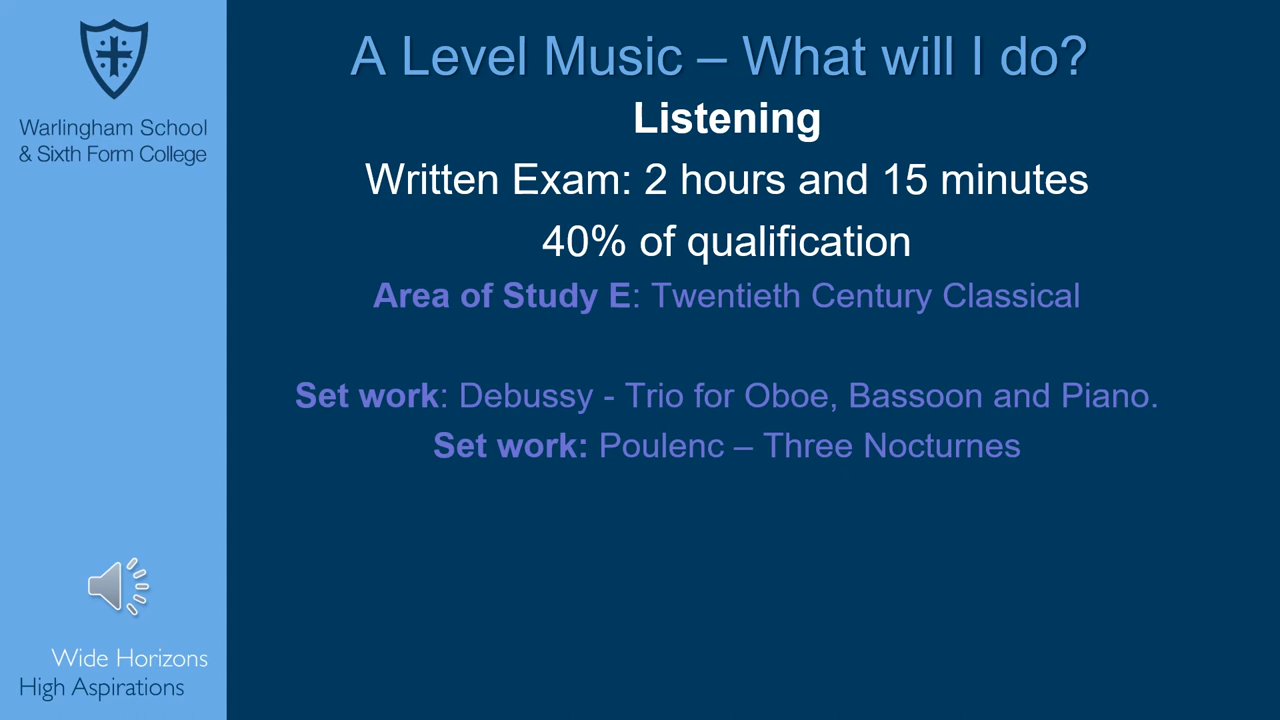 Warlingham School
& Sixth Form College
A Level Music – What will I do?
Listening
Written Exam: 2 hours and 15 minutes
40% of qualification
Area of Study E: Twentieth Century Classical
Set work: Debussy - Trio for Oboe, Bassoon and Piano.
Set work: Poulenc – Three Nocturnes
Wide Horizons
High Aspirations